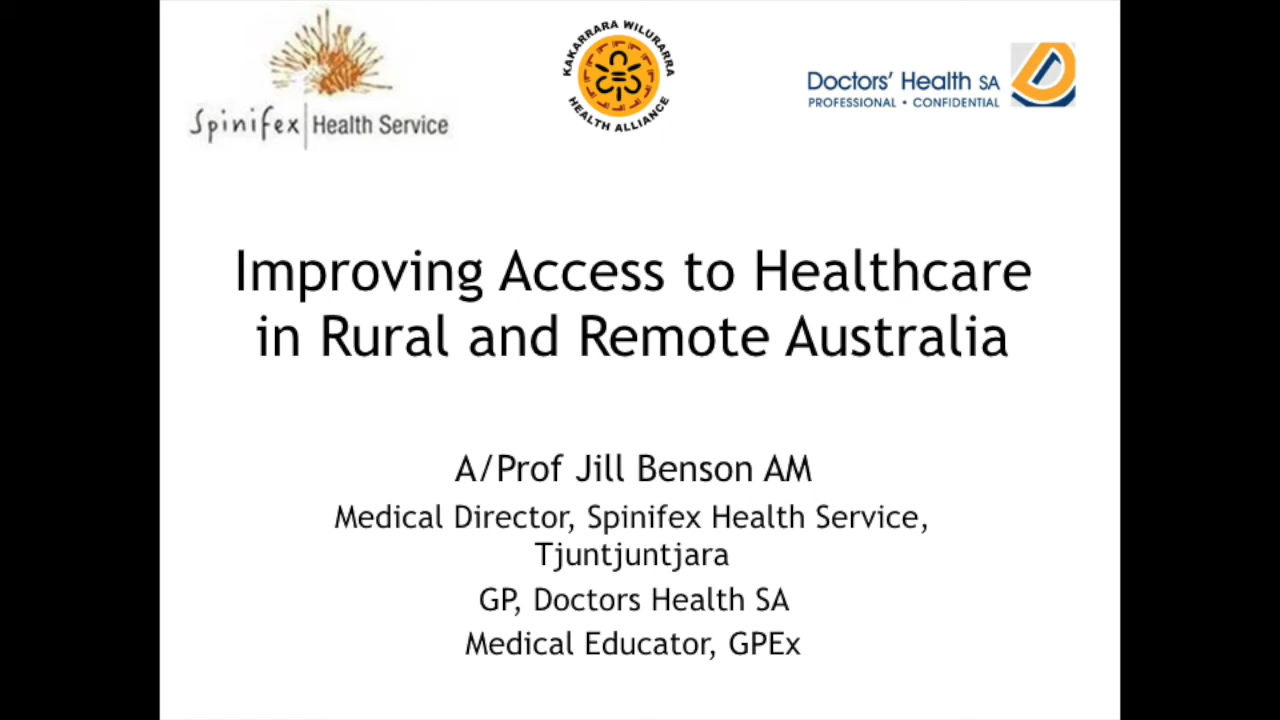 Spinifex Health Service
KAKARRARA WILURARRA
HEALTH ALLIANCE
Doctors' Health SA
PROFESSIONAL • CONFIDENTIAL
Improving Access to Healthcare
in Rural and Remote Australia
A/Prof Jill Benson AM
Medical Director, Spinifex Health Service,
Tjuntjuntjara
GP, Doctors Health SA
Medical Educator, GPEx